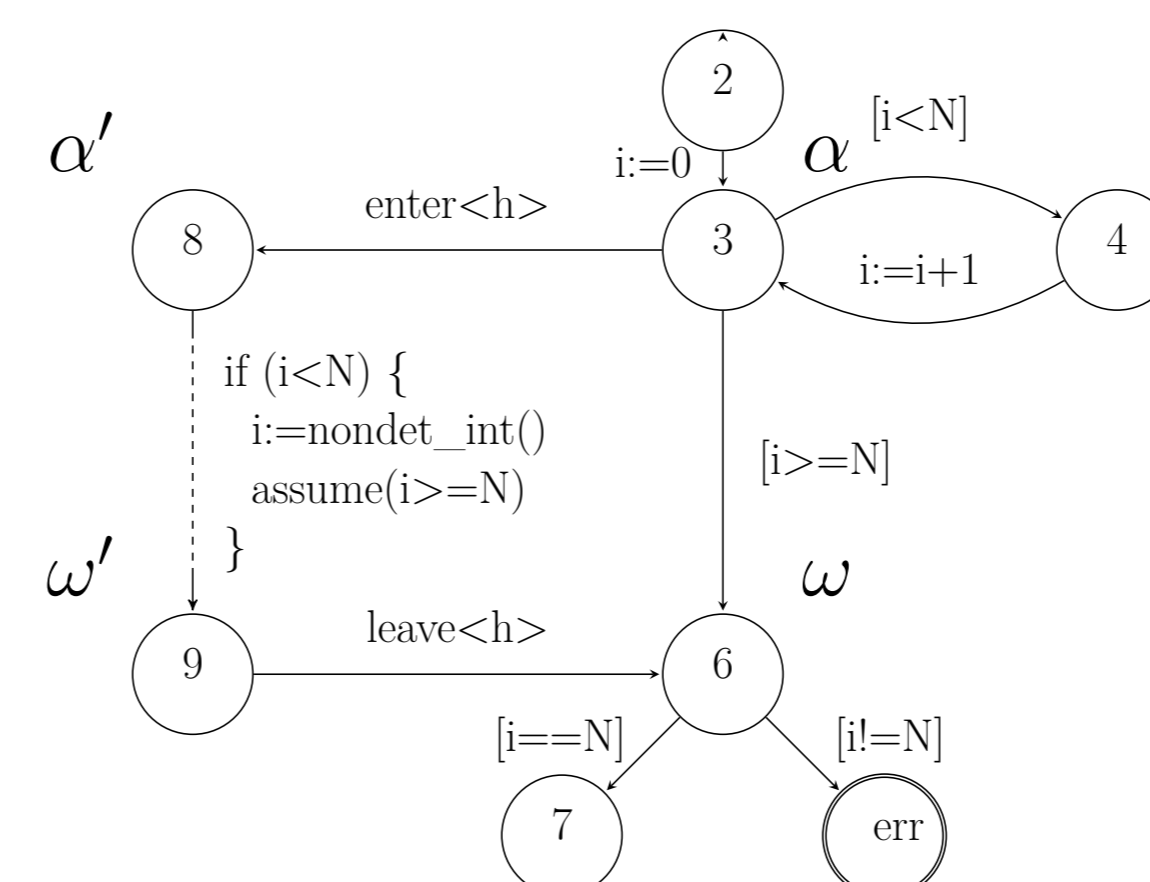 2
α′
i:=0
α
[i<N]
8
enter<h>
3
4
i:=i+1
if (i<N) {
i:=nondet_int()
assume(i>=N)
}
[i>=N]
ω′
ω
9
leave<h>
6
[i==N]
[i!=N]
7
err